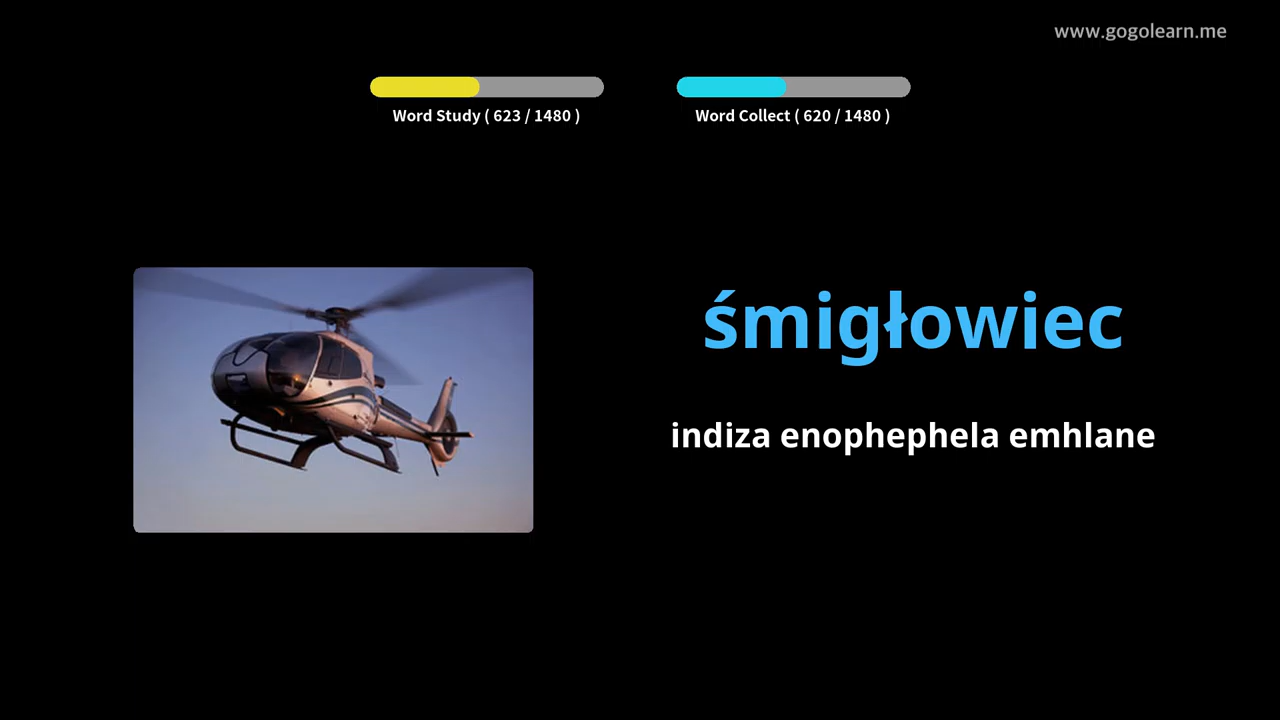 www.gogolearn.me
Word Study ( 623 / 1480 )
Word Collect ( 620 / 1480 )
śmigłowiec
indiza enophephela emhlane